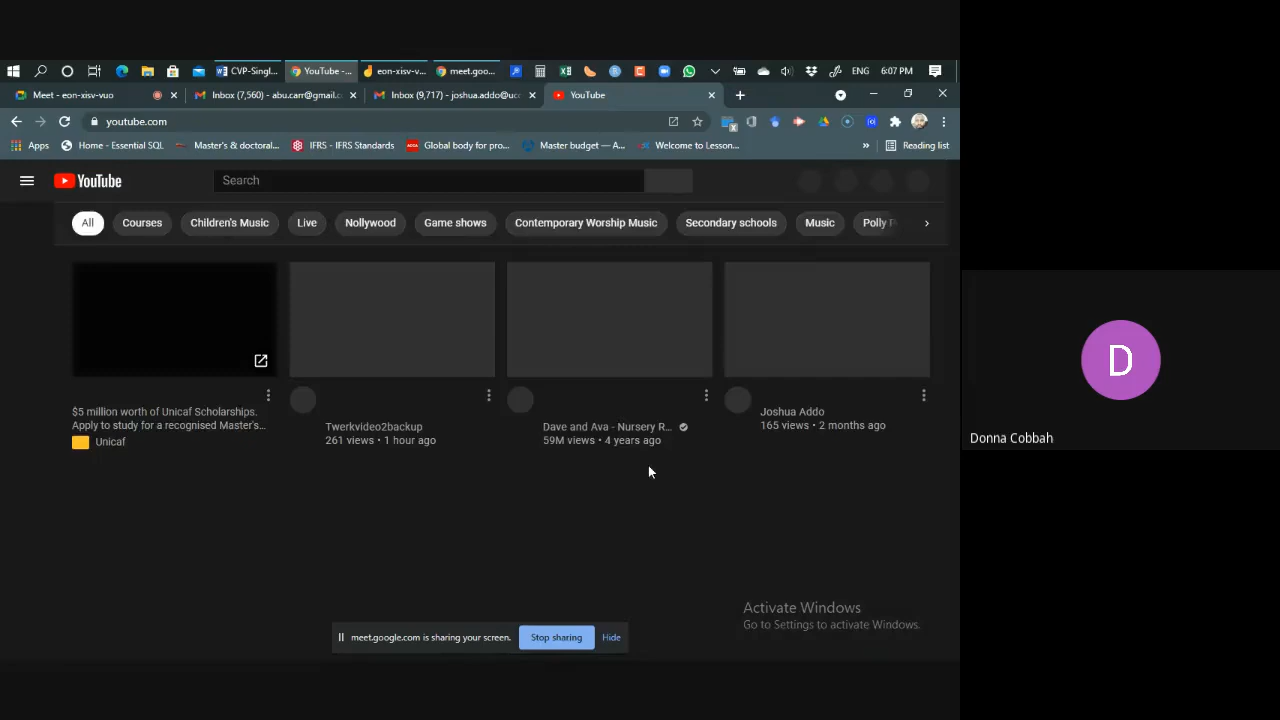 CVP-Singl...
YouTube -...
eon-xisv-v...
meet.goo...
ENG
6:07 PM
Meet - eon-xisv-vuo
Inbox (7,560) - abu.carr@gmail.c
Inbox (9,717) - joshua.addo@uc
YouTube
youtube.com
Apps
Home - Essential SQL
Master's & doctoral...
IFRS - IFRS Standards
Global body for pro...
Master budget — A...
Welcome to Lesson...
»
Reading list
YouTube
Search
All
Courses
Children's Music
Live
Nollywood
Game shows
Contemporary Worship Music
Secondary schools
Music
Polly
$5 million worth of Unicaf Scholarships.
Apply to study for a recognised Master's...
Unicaf
Twerkvideo2backup
261 views • 1 hour ago
Dave and Ava - Nursery R...
59M views • 4 years ago
Joshua Addo
165 views • 2 months ago
D
Donna Cobbah
Activate Windows
Go to Settings to activate Windows.
meet.google.com is sharing your screen.
Stop sharing
Hide